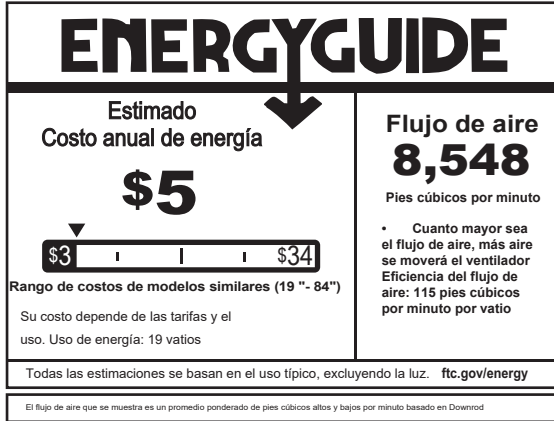 ENERGYGUIDE
Estimado
Costo anual de energía
$5
$3
$34
Rango de costos de modelos similares (19 "- 84")
Su costo depende de las tarifas y el
uso. Uso de energía: 19 vatios
Flujo de aire
8,548
Pies cúbicos por minuto
• Cuanto mayor sea
el flujo de aire, más aire
se moverá el ventilador
Eficiencia del flujo de
aire: 115 pies cúbicos
por minuto por vatio
Todas las estimaciones se basan en el uso típico, excluyendo la luz. ftc.gov/energy
El flujo de aire que se muestra es un promedio ponderado de pies cúbicos altos y bajos por minuto basado en Downrod